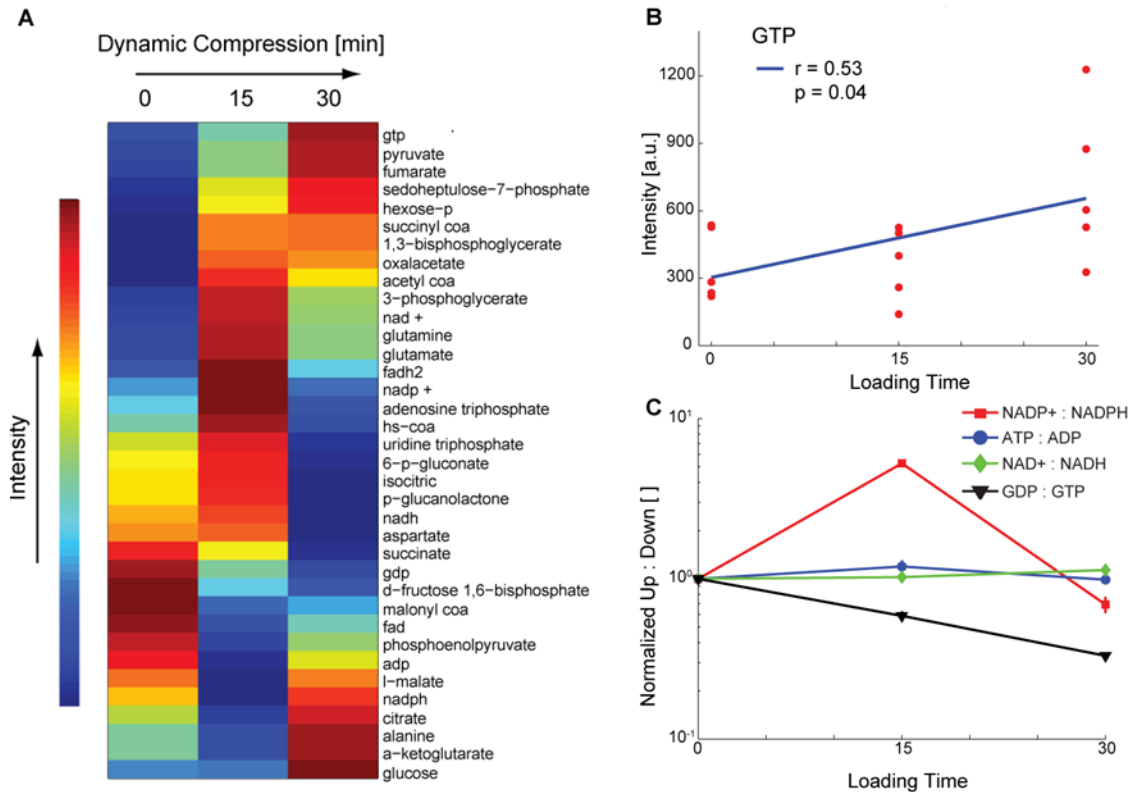 A
Dynamic Compression [min]
0 15 30
gtp
pyruvate
fumarate
sedoheptulose−7−phosphate
hexose−p
succinyl coa
1,3−bisphosphoglycerate
oxalacetate
acetyl coa
3−phosphoglycerate
nad +
glutamine
glutamate
fadh2
nadp +
adenosine triphosphate
hs−coa
uridine triphosphate
6−p−gluconate
isocitric
p−glucanolactone
nadh
aspartate
succinate
gdp
d−fructose 1,6−bisphosphate
malonyl coa
fad
phosphoenolpyruvate
adp
l−malate
nadph
citrate
alanine
a−ketoglutarate
glucose
Intensity
B
GTP
r = 0.53
p = 0.04
Intensity [a.u.]
1200
900
600
300
0
0 15 30
Loading Time
C
NADP+ : NADPH
ATP : ADP
NAD+ : NADH
GDP : GTP
Normalized Up : Down [ ]
10¹
10⁰
10⁻¹
0 15 30
Loading Time